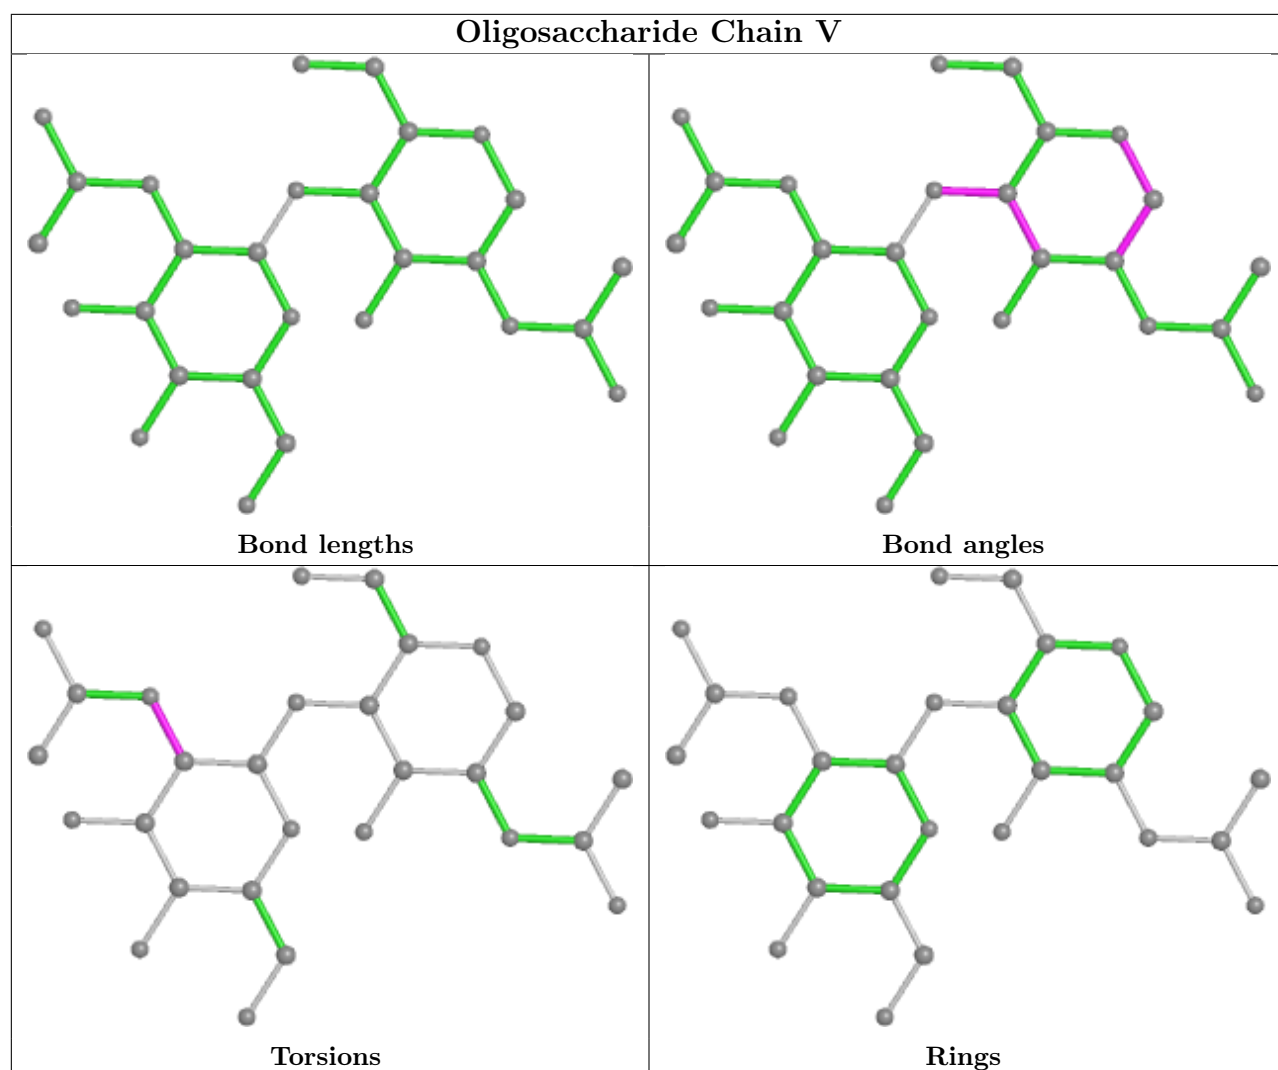 Oligosaccharide Chain V
Bond lengths
Bond angles
Torsions
Rings